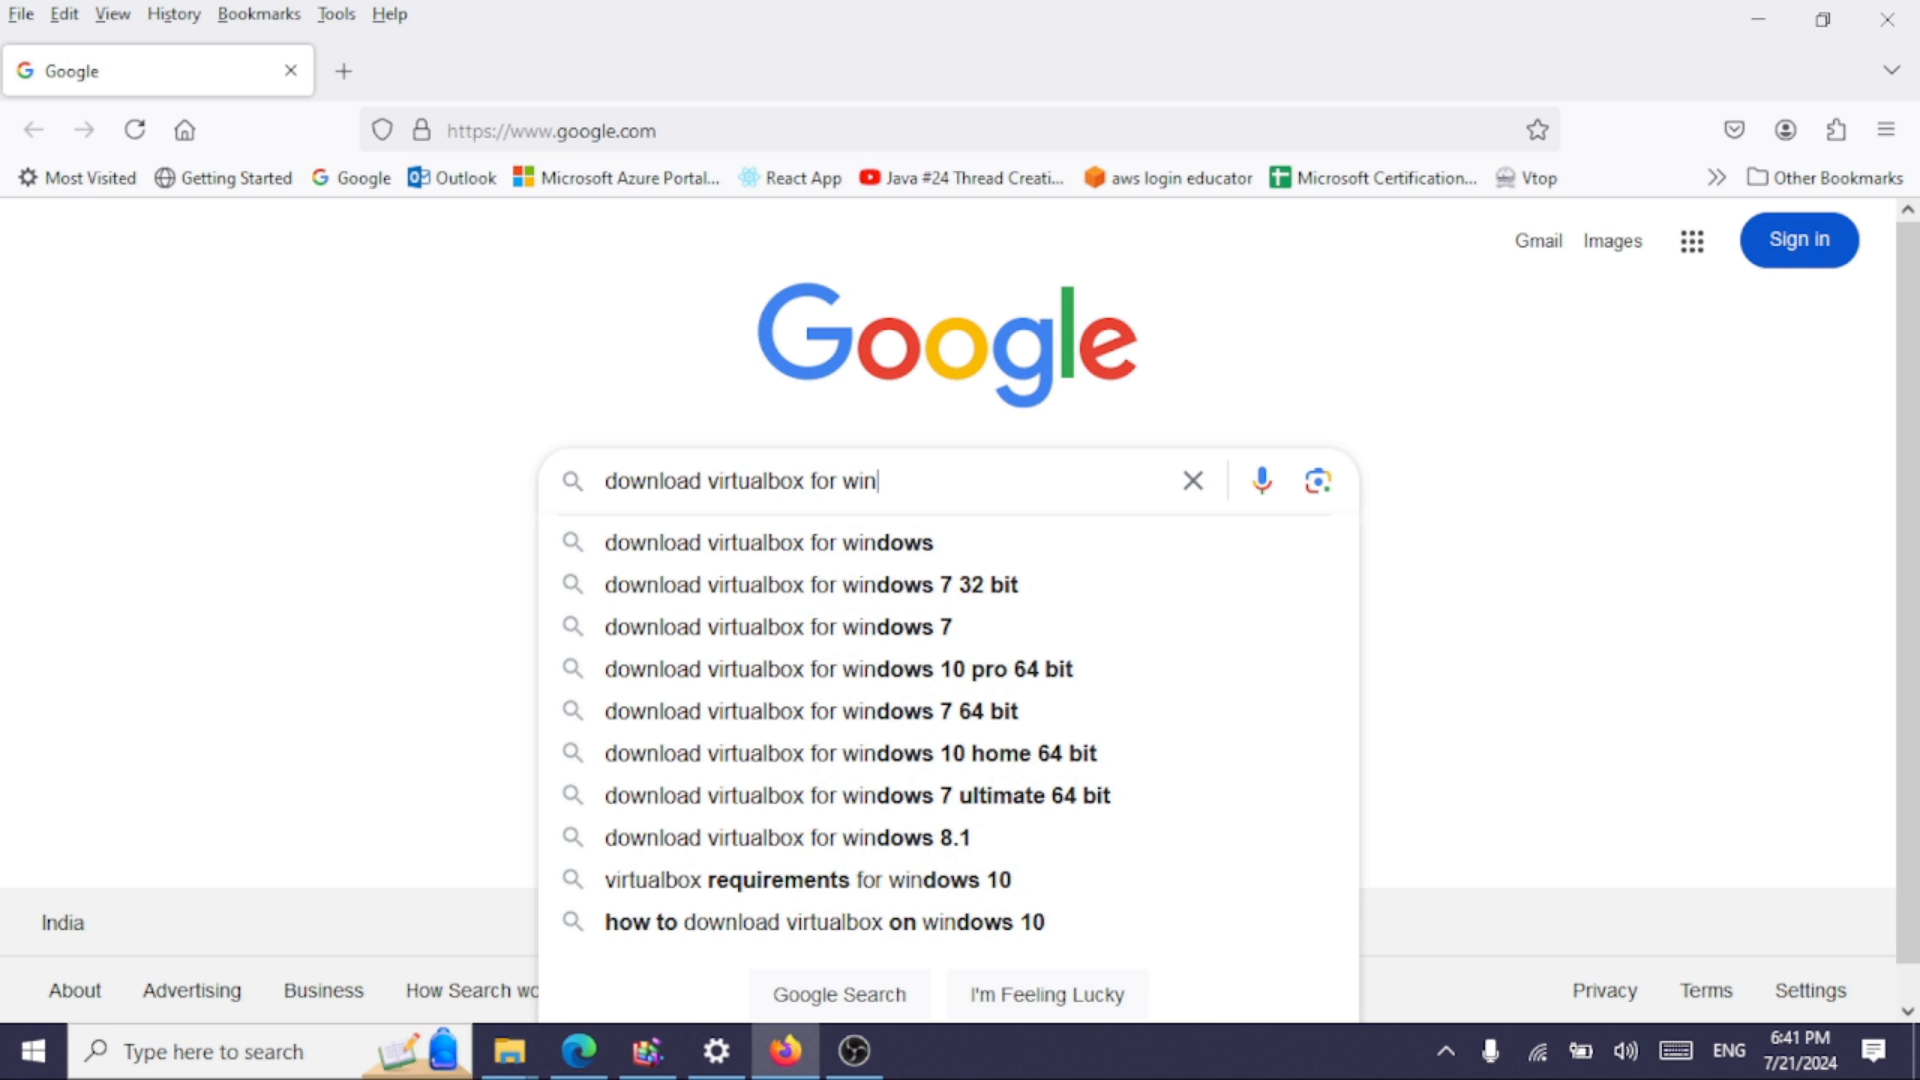 File Edit View History Bookmarks Tools Help
Google
https://www.google.com
Most Visited Getting Started Google Outlook Microsoft Azure Portal... React App Java #24 Thread Creati... aws login educator Microsoft Certification... Vtop Other Bookmarks
Gmail Images Sign in
Google
download virtualbox for win
download virtualbox for windows
download virtualbox for windows 7 32 bit
download virtualbox for windows 7
download virtualbox for windows 10 pro 64 bit
download virtualbox for windows 7 64 bit
download virtualbox for windows 10 home 64 bit
download virtualbox for windows 7 ultimate 64 bit
download virtualbox for windows 8.1
virtualbox requirements for windows 10
how to download virtualbox on windows 10
India
About Advertising Business How Search wo Google Search I'm Feeling Lucky Privacy Terms Settings
Type here to search ENG 6:41 PM
7/21/2024